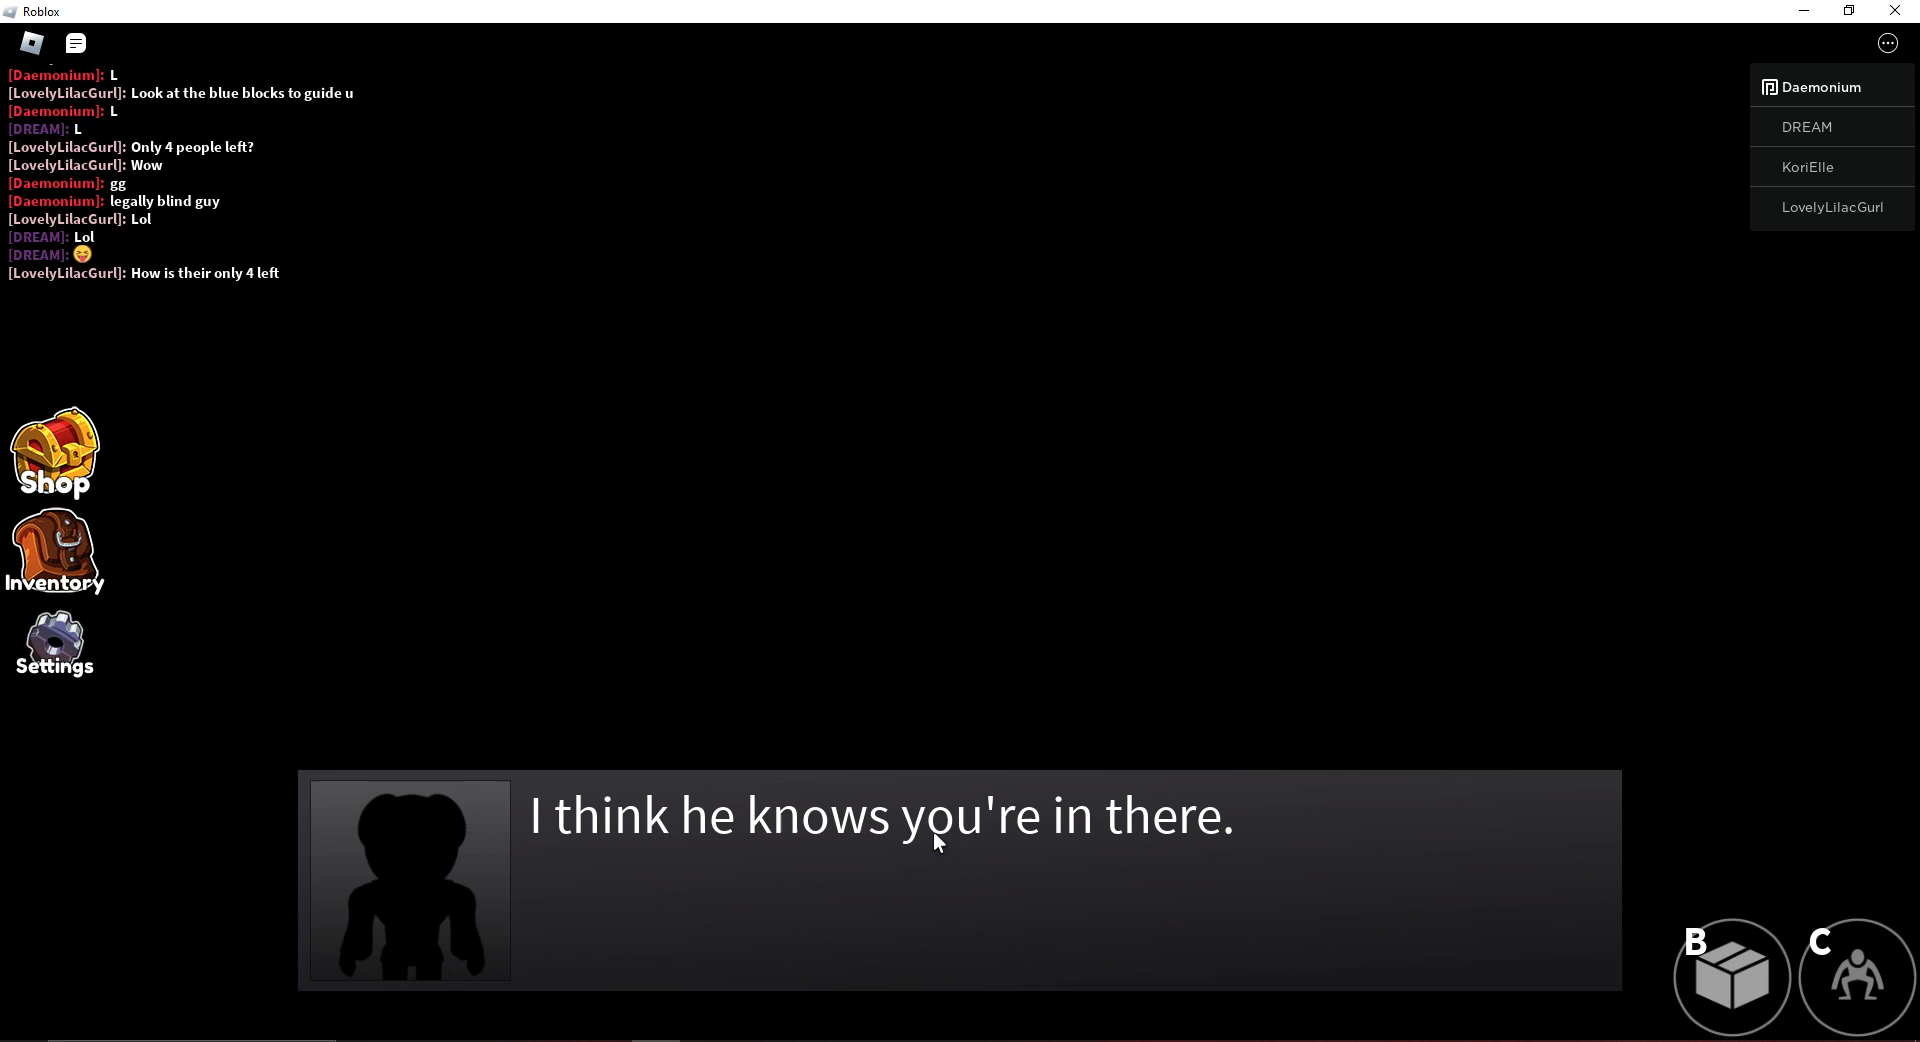 Roblox
[Daemonium]: L
[LovelyLilacGurl]: Look at the blue blocks to guide u
[Daemonium]: L
[DREAM]: L
[LovelyLilacGurl]: Only 4 people left?
[LovelyLilacGurl]: Wow
[Daemonium]: gg
[Daemonium]: legally blind guy
[LovelyLilacGurl]: Lol
[DREAM]: Lol
[DREAM]: 😝
[LovelyLilacGurl]: How is their only 4 left
Daemonium
DREAM
KoriElle
LovelyLilacGurl
Shop
Inventory
Settings
I think he knows you're in there.
B
C